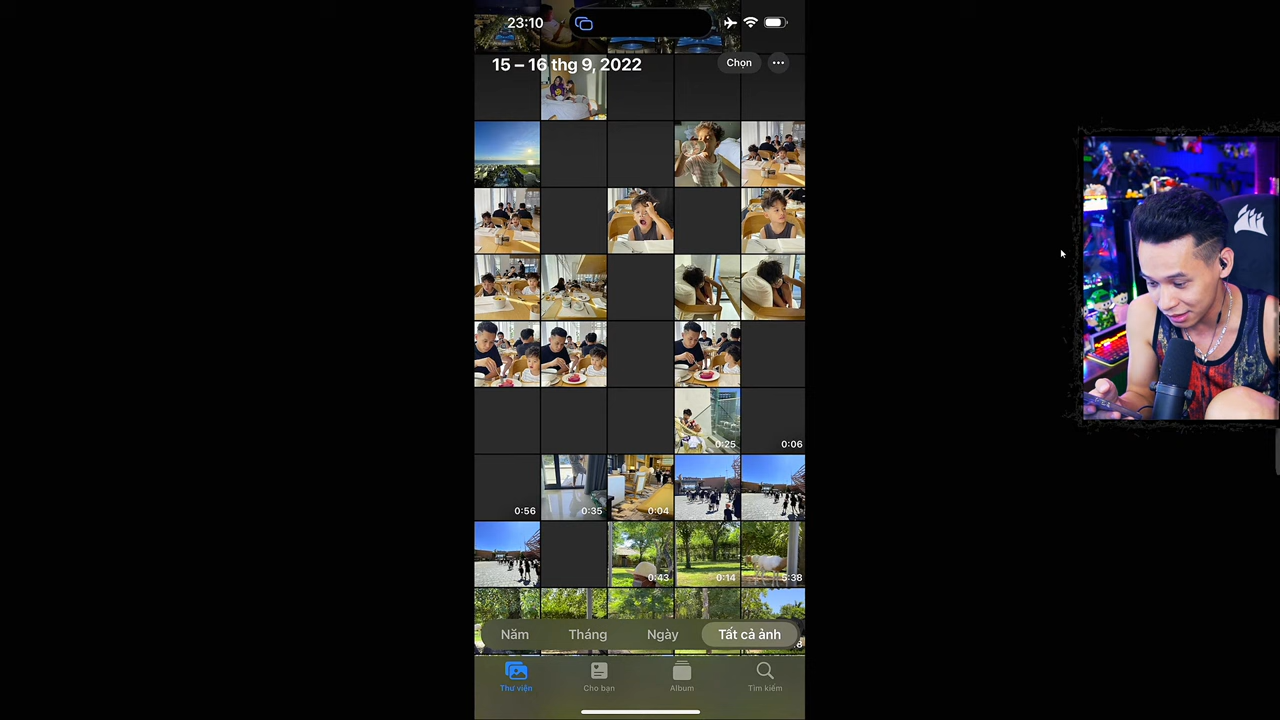 23:10
15 – 16 thg 9, 2022
Chọn
0:25
0:06
0:56
0:35
0:04
0:43
0:14
5:38
Năm
Tháng
Ngày
Tất cả ảnh
Thư viện
Cho bạn
Album
Tìm kiếm